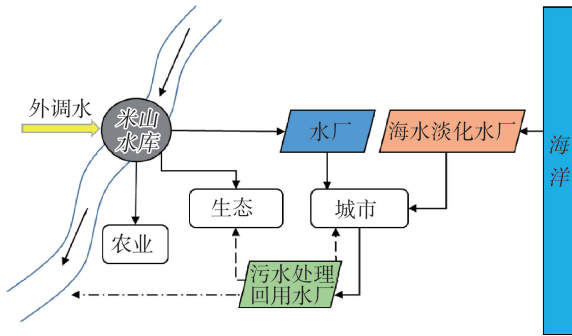 外调水
米山
水库
水厂
海水淡化水厂
海
洋
生态
城市
农业
污水处理
回用水厂